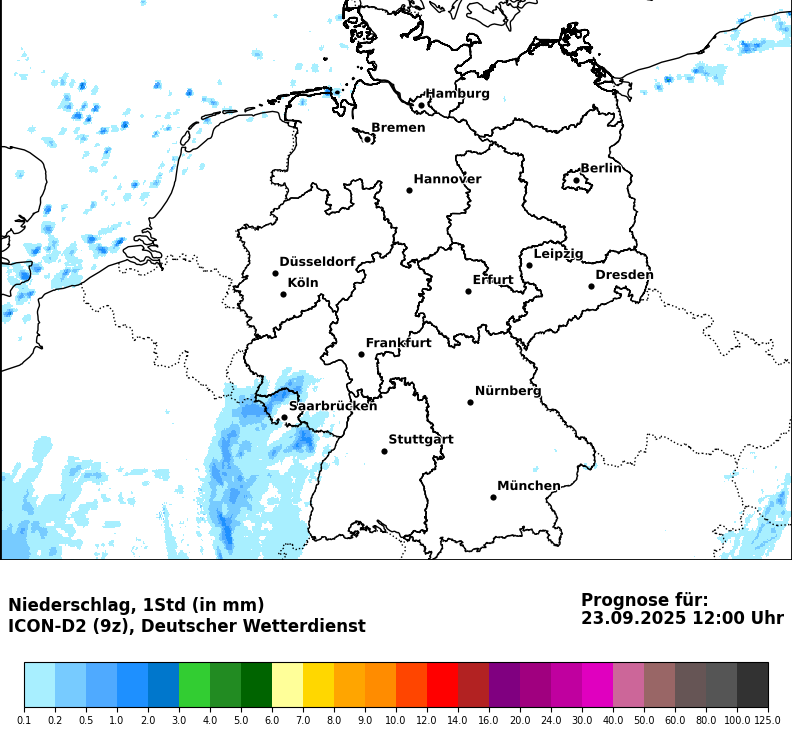 Hamburg
Bremen
Berlin
Hannover
Leipzig
Düsseldorf
Dresden
Köln
Erfurt
Frankfurt
Nürnberg
Saarbrücken
Stuttgart
München
Niederschlag, 1Std (in mm)
ICON-D2 (9z), Deutscher Wetterdienst
Prognose für:
23.09.2025 12:00 Uhr
0.1 0.2 0.5 1.0 2.0 3.0 4.0 5.0 6.0 7.0 8.0 9.0 10.0 12.0 14.0 16.0 20.0 24.0 30.0 40.0 50.0 60.0 80.0 100.0 125.0